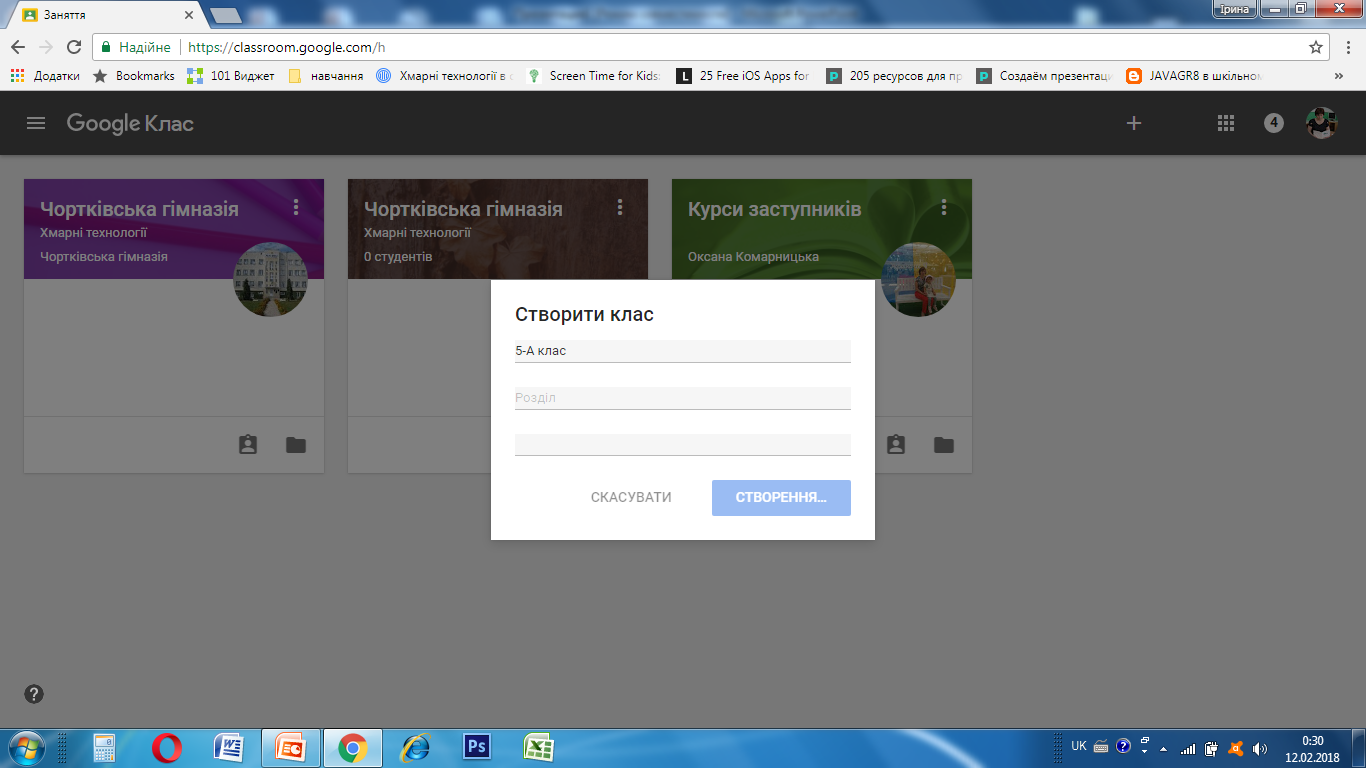 Заняття
Ірина
Надійне
https://classroom.google.com/h
Додатки
Bookmarks
101 Виджет
навчання
Хмарні технології в с
Screen Time for Kids:
25 Free iOS Apps for
205 ресурсов для пр
Создаём презентаци
JAVAGR8 в шкільном
»
Google Клас
4
Чортківська гімназія
Хмарні технології
Чортківська гімназія
Чортківська гімназія
Хмарні технології
0 студентів
Курси заступників
Оксана Комарницька
Створити клас
5-А клас
Розділ
СКАСУВАТИ
СТВОРЕННЯ...
?
Ps
UK
0:30
12.02.2018